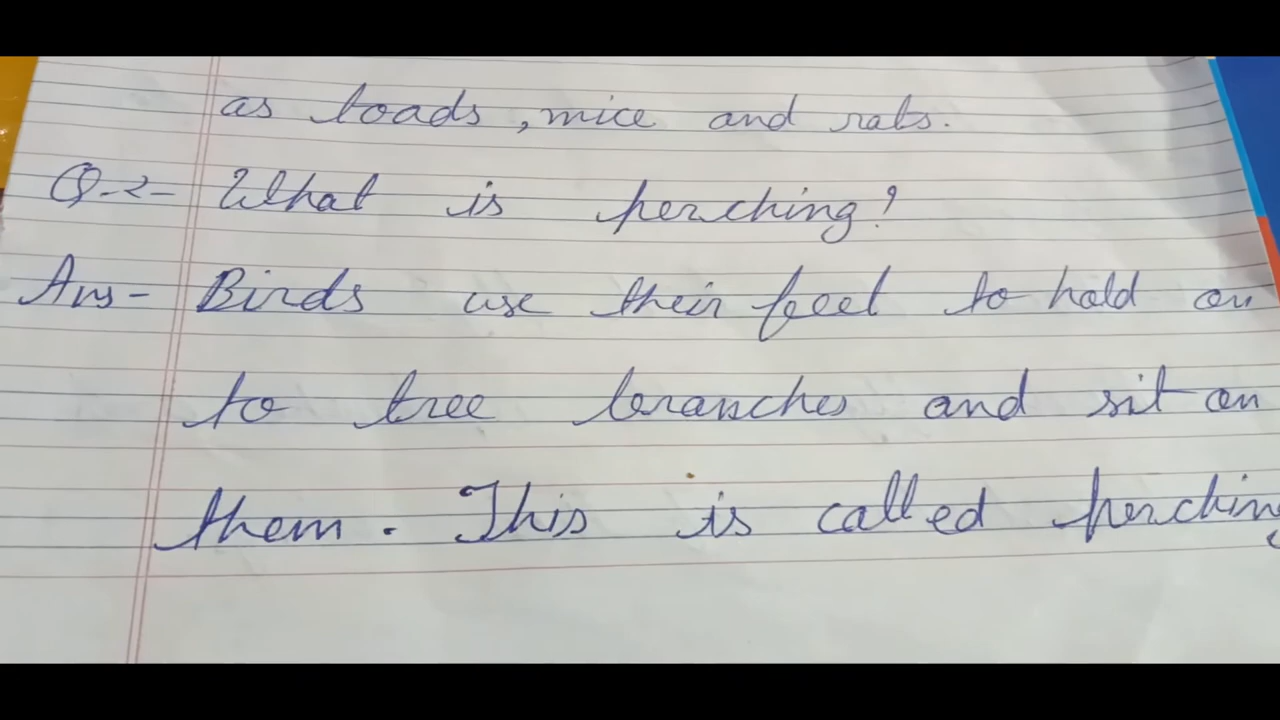 as toads, mice and rats.
Q-2- What is perching?
Ans- Birds use their feet to hold on
to tree branches and sit on
them. This is called perching